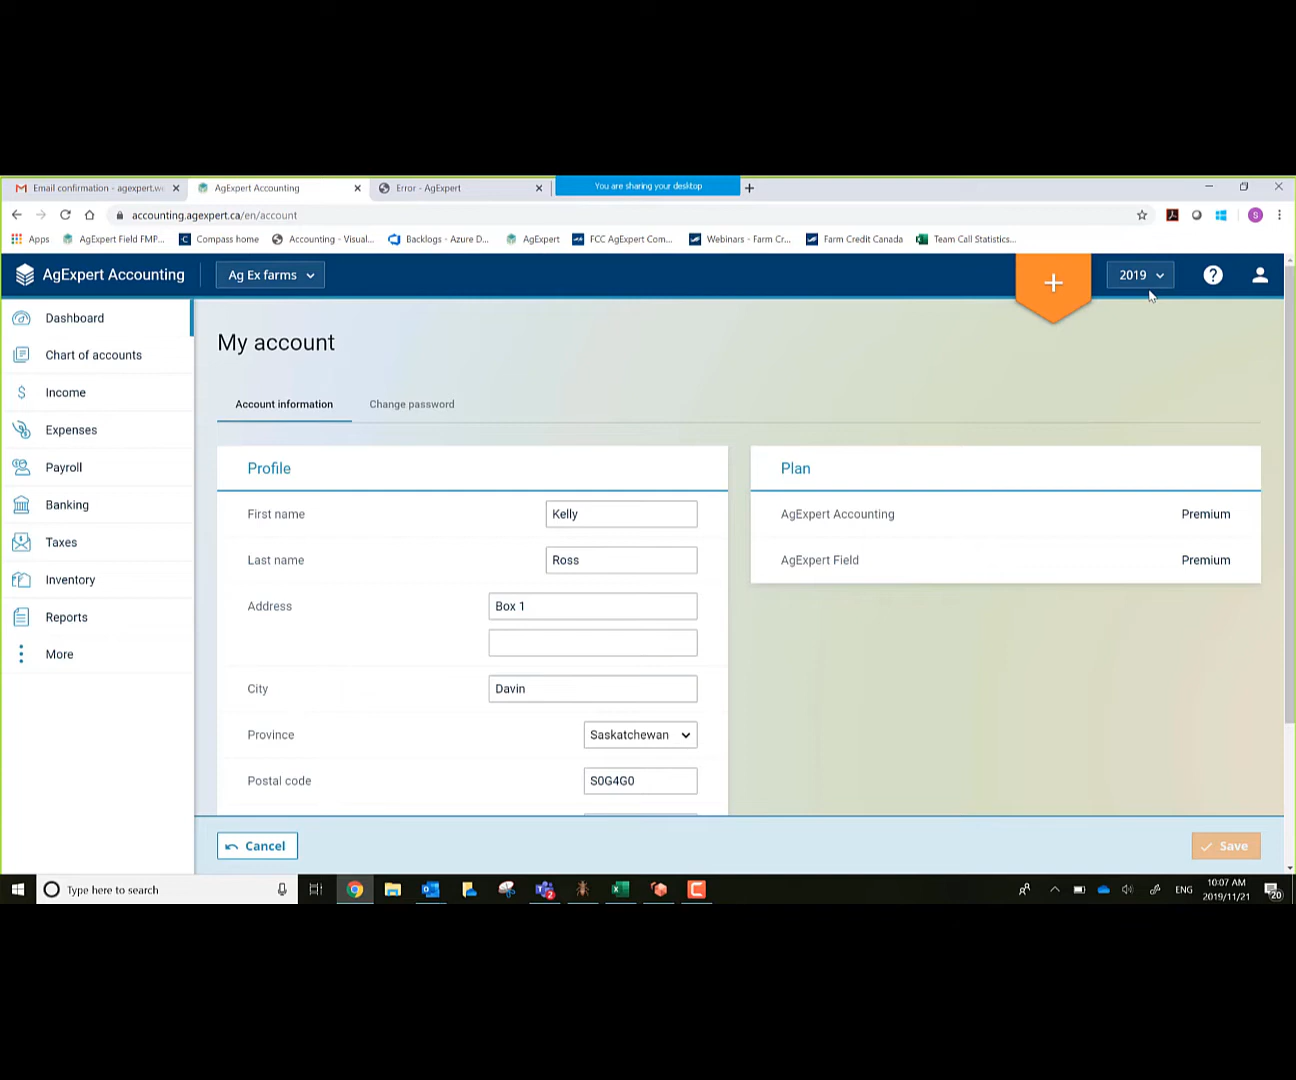 Email confirmation - agexpert.w
AgExpert Accounting
Error - AgExpert
You are sharing your desktop
accounting.agexpert.ca/en/account
S
Apps
AgExpert Field FMP...
Compass home
Accounting - Visual...
Backlogs - Azure D...
AgExpert
FCC AgExpert Com...
Webinars - Farm Cr...
Farm Credit Canada
Team Call Statistics...
AgExpert Accounting
Ag Ex farms
+
2019
?
Dashboard
Chart of accounts
Income
Expenses
Payroll
Banking
Taxes
Inventory
Reports
More
My account
Account information
Change password
Profile
First name
Kelly
Last name
Ross
Address
Box 1
City
Davin
Province
Saskatchewan
Postal code
S0G4G0
Plan
AgExpert Accounting
Premium
AgExpert Field
Premium
Cancel
Save
Type here to search
2
ENG
10:07 AM
2019/11/21
20